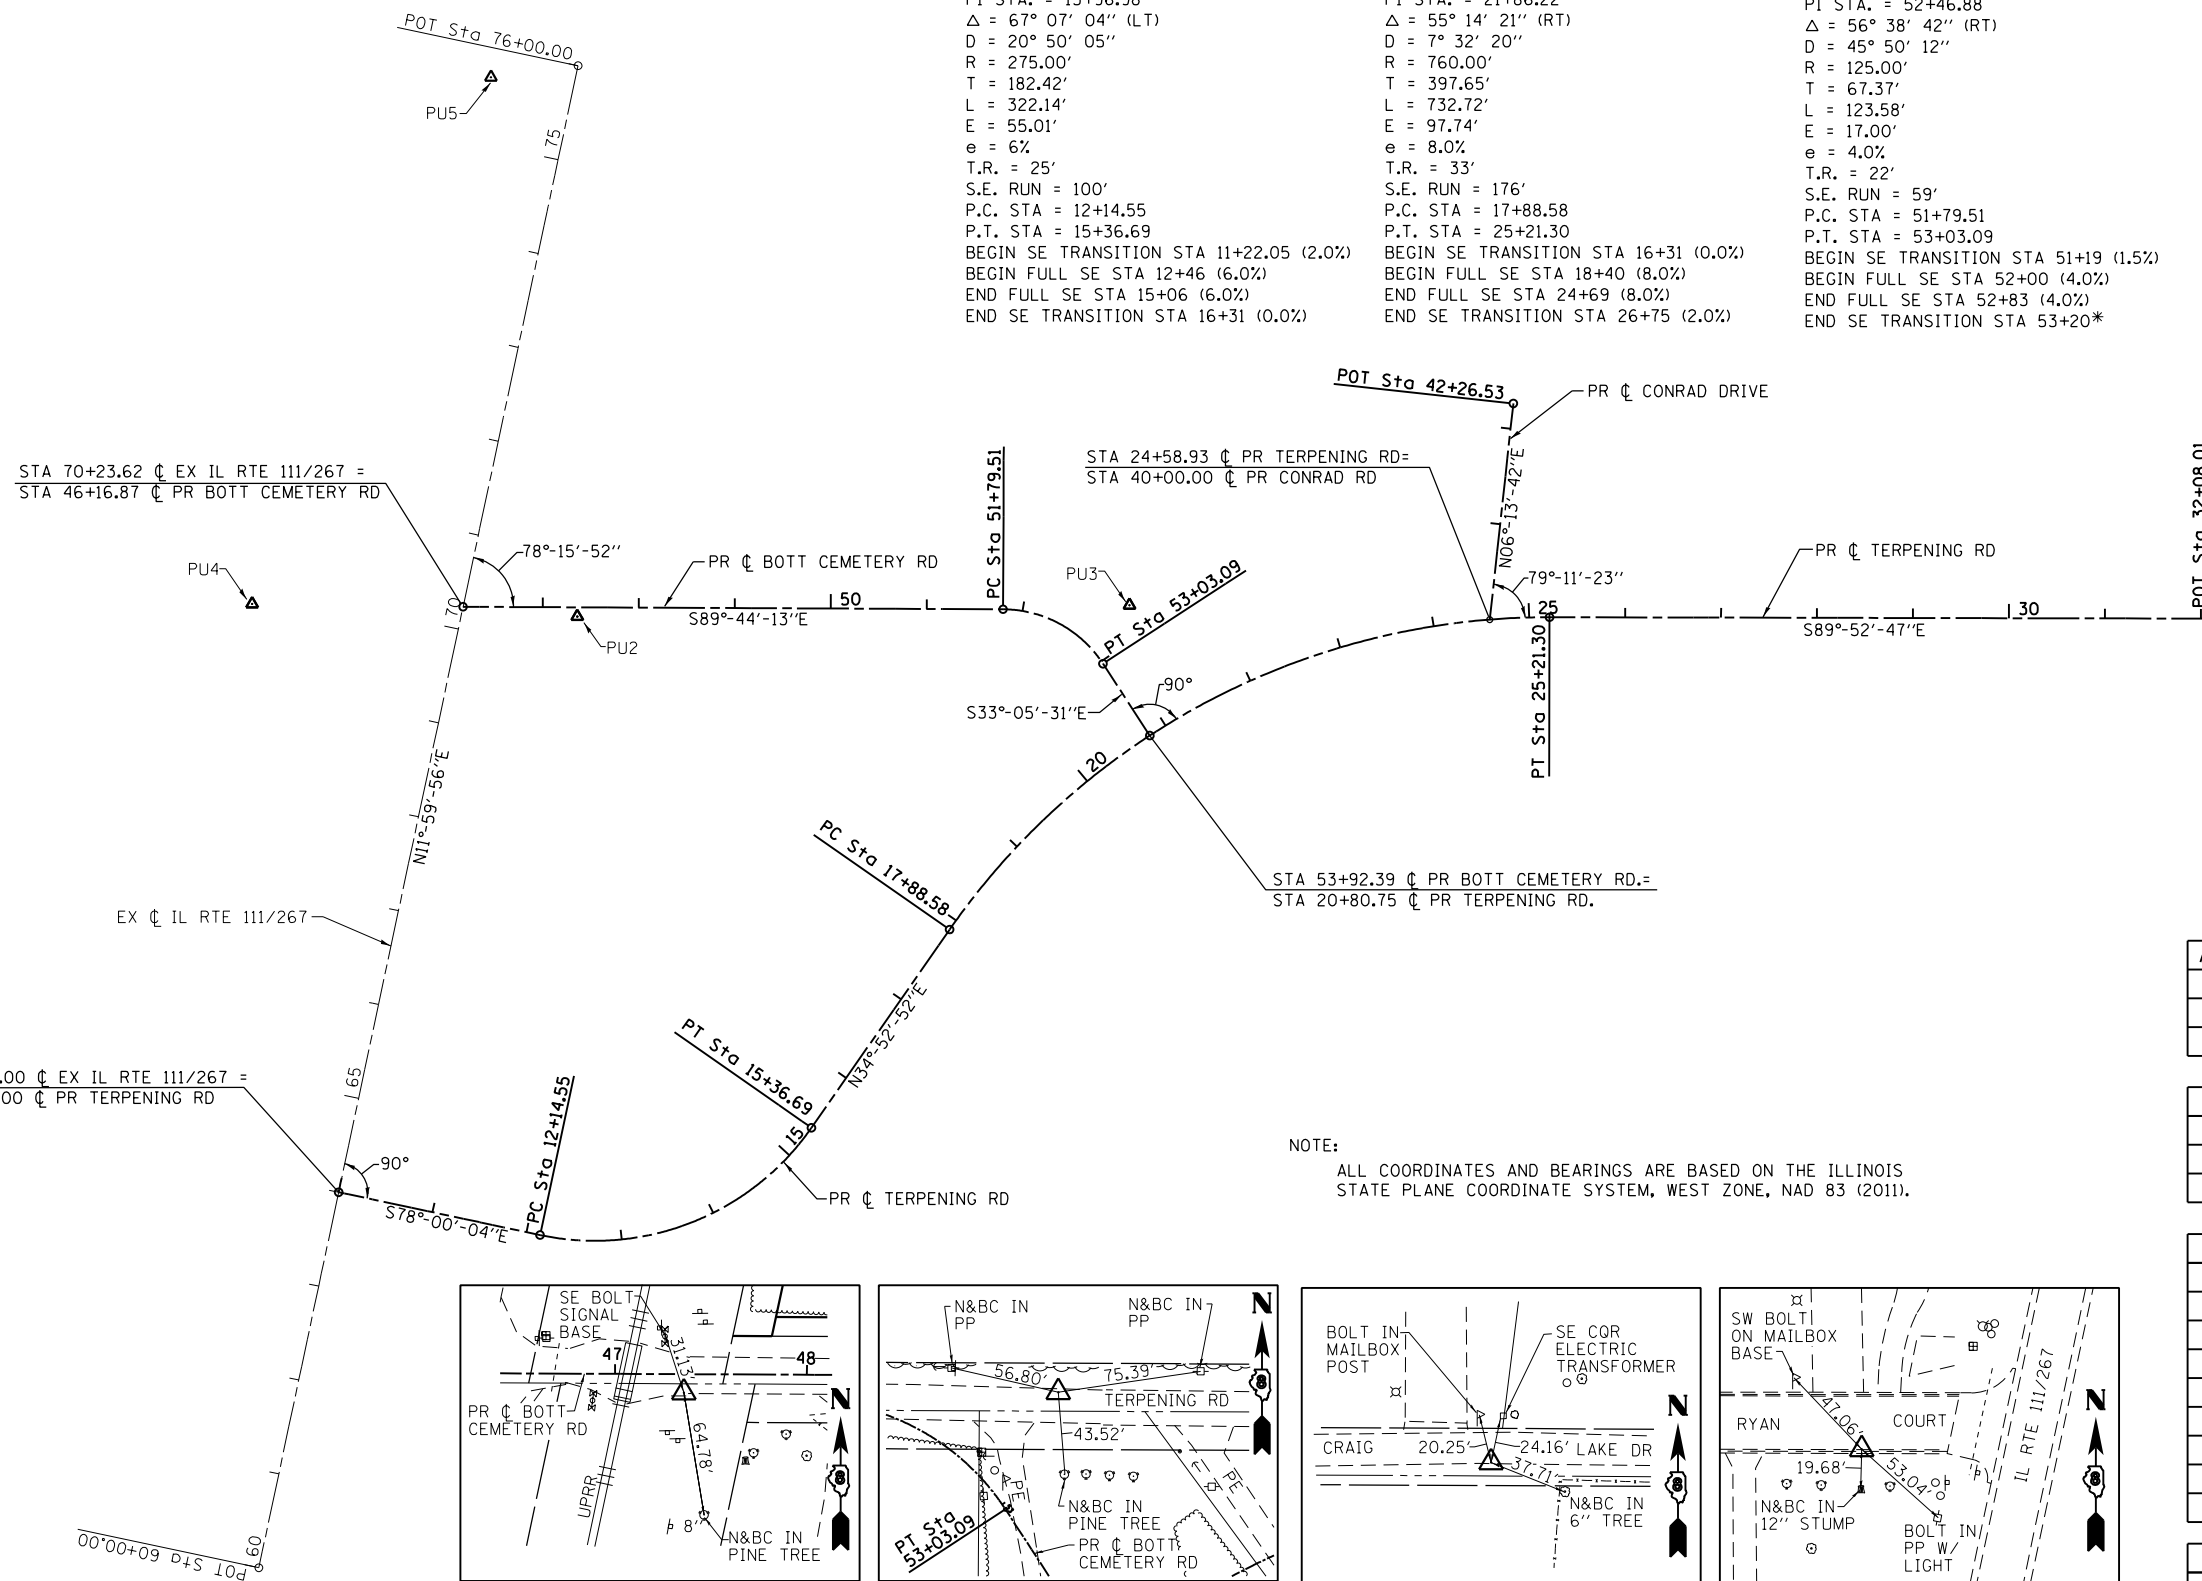 PI STA. = 13+96.98
Δ = 67° 07' 04'' (LT)
D = 20° 50' 05''
R = 275.00'
T = 182.42'
L = 322.14'
E = 55.01'
e = 6%
T.R. = 25'
S.E. RUN = 100'
P.C. STA = 12+14.55
P.T. STA = 15+36.69
BEGIN SE TRANSITION STA 11+22.05 (2.0%)
BEGIN FULL SE STA 12+46 (6.0%)
END FULL SE STA 15+06 (6.0%)
END SE TRANSITION STA 16+31 (0.0%)
PI STA. = 21+86.22
Δ = 55° 14' 21'' (RT)
D = 7° 32' 20''
R = 760.00'
T = 397.65'
L = 732.72'
E = 97.74'
e = 8.0%
T.R. = 33'
S.E. RUN = 176'
P.C. STA = 17+88.58
P.T. STA = 25+21.30
BEGIN SE TRANSITION STA 16+31 (0.0%)
BEGIN FULL SE STA 18+40 (8.0%)
END FULL SE STA 24+69 (8.0%)
END SE TRANSITION STA 26+75 (2.0%)
PI STA. = 52+46.88
Δ = 56° 38' 42'' (RT)
D = 45° 50' 12''
R = 125.00'
T = 67.37'
L = 123.58'
E = 17.00'
e = 4.0%
T.R. = 22'
S.E. RUN = 59'
P.C. STA = 51+79.51
P.T. STA = 53+03.09
BEGIN SE TRANSITION STA 51+19 (1.5%)
BEGIN FULL SE STA 52+00 (4.0%)
END FULL SE STA 52+83 (4.0%)
END SE TRANSITION STA 53+20*
POT Sta 76+00.00
PU5
75
POT Sta 42+26.53
PR ℄ CONRAD DRIVE
STA 70+23.62 ℄ EX IL RTE 111/267 =
STA 46+16.87 ℄ PR BOTT CEMETERY RD
PC Sta 51+79.51
STA 24+58.93 ℄ PR TERPENING RD=
STA 40+00.00 ℄ PR CONRAD RD
N06°-13'-42''E
POT Sta 32+08.01
78°-15'-52''
PR ℄ BOTT CEMETERY RD
PU4
PU3
PT Sta 53+03.09
79°-11'-23''
PR ℄ TERPENING RD
70
50
25
30
S89°-44'-13''E
PU2
S89°-52'-47''E
PT Sta 25+21.30
90°
S33°-05'-31''E
20
N11°-59'-56''E
PC Sta 17+88.58
STA 53+92.39 ℄ PR BOTT CEMETERY RD.=
STA 20+80.75 ℄ PR TERPENING RD.
EX ℄ IL RTE 111/267
N34°-52'-52''E
PT Sta 15+36.69
65
.00 ℄ EX IL RTE 111/267 =
00 ℄ PR TERPENING RD
PC Sta 12+14.55
15
90°
PR ℄ TERPENING RD
S78°-00'-04''E
NOTE:
ALL COORDINATES AND BEARINGS ARE BASED ON THE ILLINOIS
STATE PLANE COORDINATE SYSTEM, WEST ZONE, NAD 83 (2011).
60
POT Sta 60+00.00
SE BOLT
SIGNAL
BASE
31.13'
47
48
PR ℄ BOTT
CEMETERY RD
64.78'
UPRR
8''
N&BC IN
PINE TREE
N
8
N&BC IN
PP
N&BC IN
PP
56.80'
75.39'
TERPENING RD
43.52'
PE
PE
N&BC IN
PINE TREE
PT Sta
53+03.09
PR ℄ BOTT
CEMETERY RD
N
8
BOLT IN
MAILBOX
POST
SE COR
ELECTRIC
TRANSFORMER
CRAIG
20.25'
24.16'
LAKE DR
37.71'
N&BC IN
6'' TREE
N
8
SW BOLT
ON MAILBOX
BASE
47.06'
RYAN
COURT
IL RTE 111/267
19.68'
53.04'
N&BC IN
12'' STUMP
BOLT IN
PP W/
LIGHT
N
8